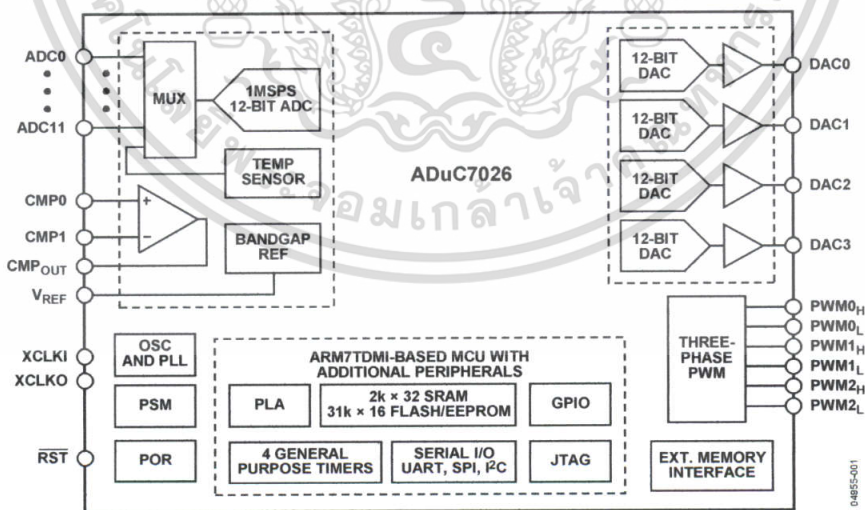 ADC0
ADC11
MUX
1MSPS
12-BIT ADC
TEMP
SENSOR
CMP0
CMP1
CMPOUT
VREF
+
−
BANDGAP
REF
ADuC7026
12-BIT
DAC
12-BIT
DAC
12-BIT
DAC
12-BIT
DAC
DAC0
DAC1
DAC2
DAC3
XCLKI
XCLKO
RST
OSC
AND PLL
PSM
POR
ARM7TDMI-BASED MCU WITH
ADDITIONAL PERIPHERALS
PLA
2k × 32 SRAM
31k × 16 FLASH/EEPROM
GPIO
4 GENERAL
PURPOSE TIMERS
SERIAL I/O
UART, SPI, I²C
JTAG
THREE-
PHASE
PWM
PWM0H
PWM0L
PWM1H
PWM1L
PWM2H
PWM2L
EXT. MEMORY
INTERFACE
04955-001